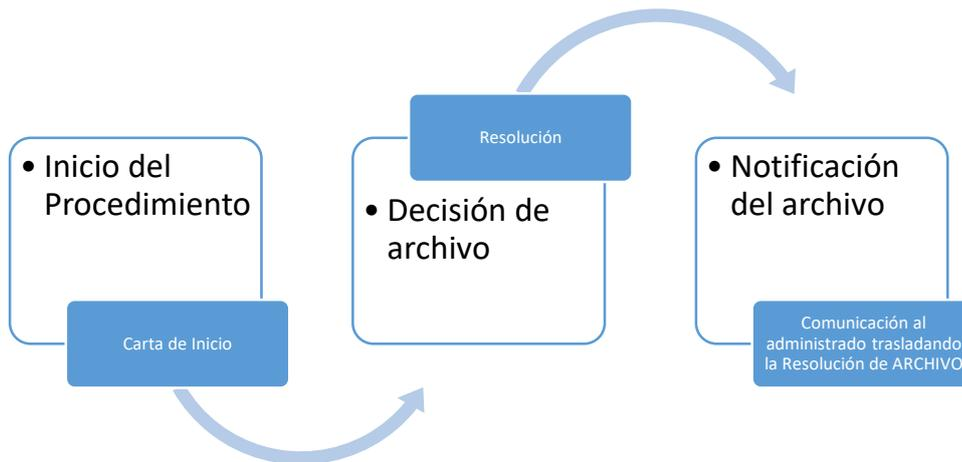 • Inicio del
Procedimiento
Carta de Inicio
Resolución
• Decisión de
archivo
• Notificación
del archivo
Comunicación al
administrado trasladando
la Resolución de ARCHIVO